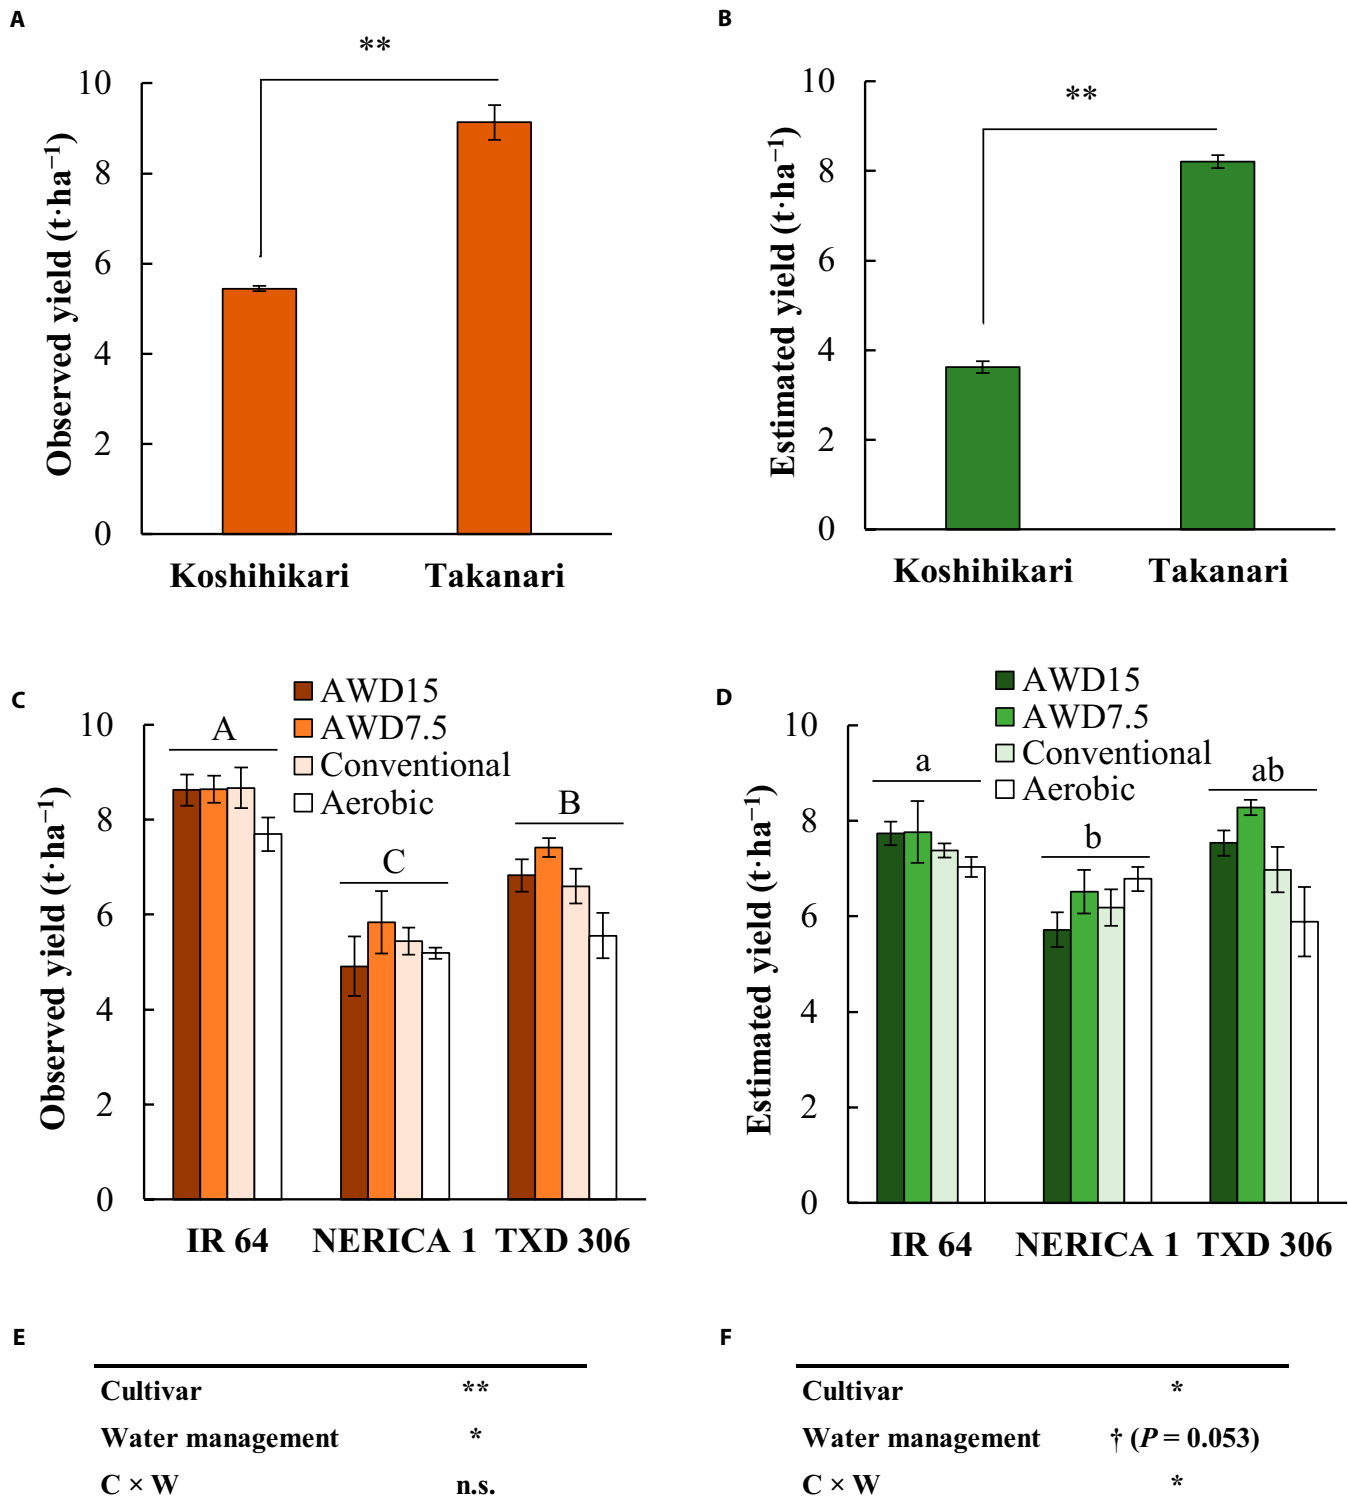 A
**
Observed yield (t·ha−1)
10
8
6
4
2
0
Koshihikari Takanari
B
**
Estimated yield (t·ha−1)
10
8
6
4
2
0
Koshihikari Takanari
C
AWD15
AWD7.5
Conventional
Aerobic
Observed yield (t·ha−1)
10
8
6
4
2
0
A
C
B
IR 64 NERICA 1 TXD 306
D
AWD15
AWD7.5
Conventional
Aerobic
Estimated yield (t·ha−1)
10
8
6
4
2
0
a
b
ab
IR 64 NERICA 1 TXD 306
E
Cultivar **
Water management *
C × W n.s.
F
Cultivar *
Water management † (P = 0.053)
C × W *